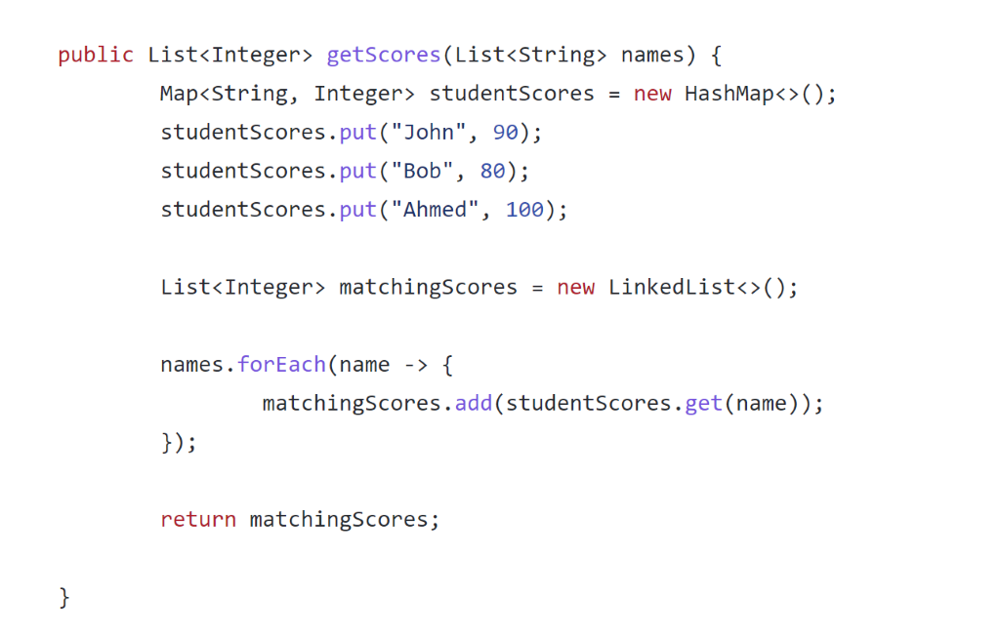 public List<Integer> getScores(List<String> names) {
        Map<String, Integer> studentScores = new HashMap<>();
        studentScores.put("John", 90);
        studentScores.put("Bob", 80);
        studentScores.put("Ahmed", 100);

        List<Integer> matchingScores = new LinkedList<>();

        names.forEach(name -> {
                matchingScores.add(studentScores.get(name));
        });

        return matchingScores;

}